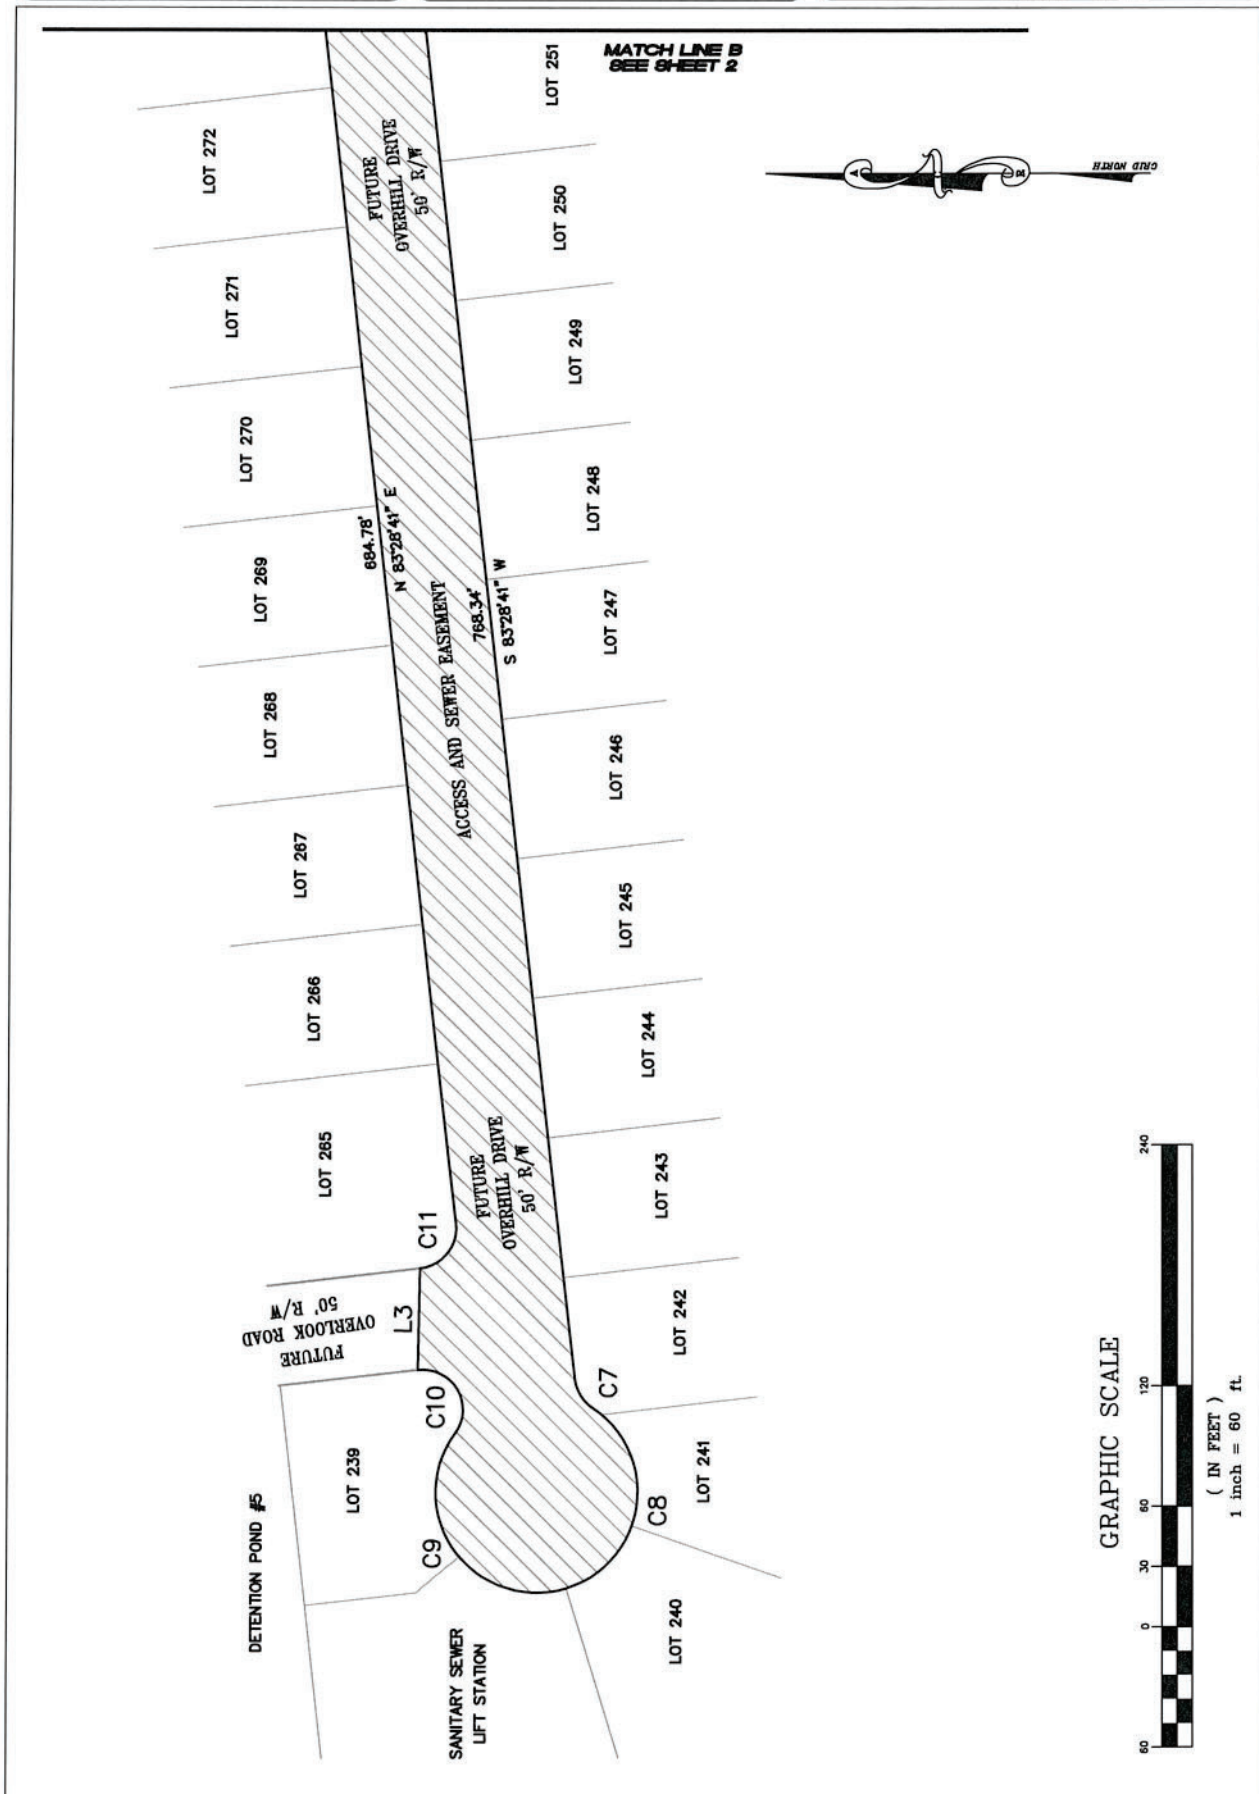 MATCH LINE B
SEE SHEET 2
LOT 251
LOT 272
FUTURE
OVERHILL DRIVE
50' R/W
LOT 250
GRID NORTH
A
B
LOT 271
LOT 249
LOT 270
LOT 248
684.78'
N 83°28'41" E
LOT 269
ACCESS AND SEWER EASEMENT
768.34'
S 83°28'41" W
LOT 247
LOT 268
LOT 246
LOT 267
LOT 245
LOT 266
LOT 244
LOT 265
FUTURE
OVERHILL DRIVE
50' R/W
LOT 243
C11
FUTURE
OVERLOOK ROAD
50' R/W
L3
LOT 242
C10
C7
LOT 239
LOT 241
C8
C9
DETENTION POND #5
LOT 240
SANITARY SEWER
LIFT STATION
GRAPHIC SCALE
60 0 30 60 120 240
( IN FEET )
1 inch = 60 ft.